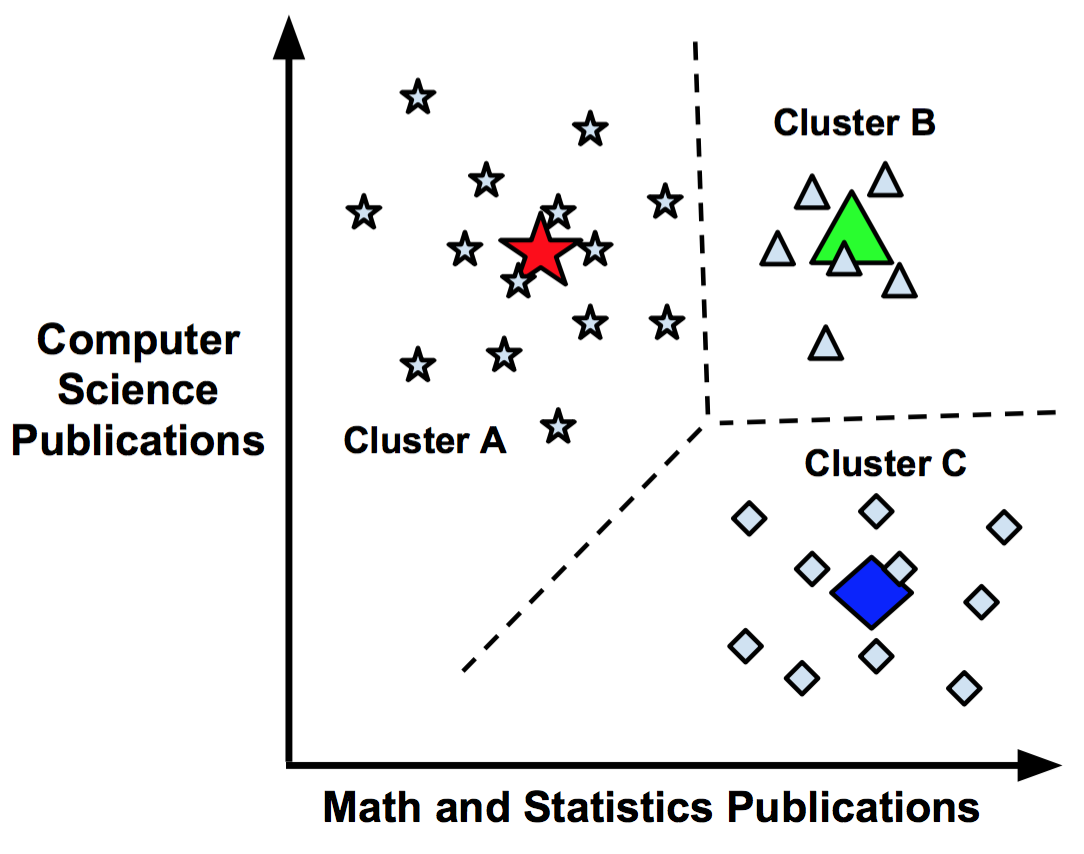 Cluster B
Computer
Science
Publications
Cluster A
Cluster C
Math and Statistics Publications